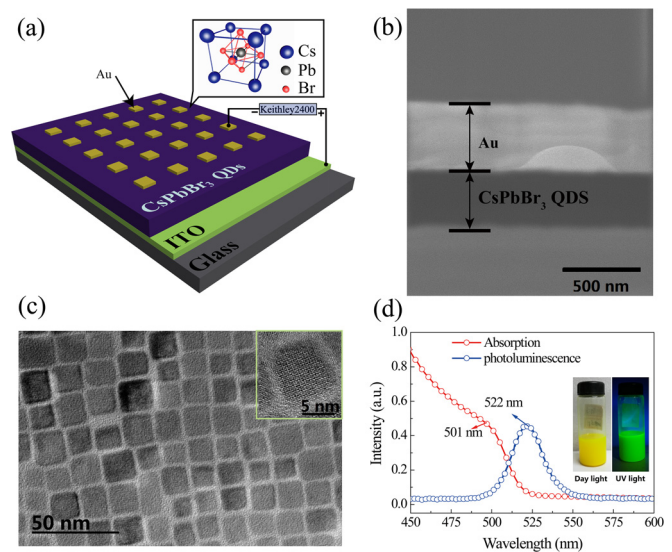 (a)
Cs
Pb
Br
Au
− Keithley2400 +
CsPbBr₃ QDs
ITO
Glass
(b)
Au
CsPbBr₃ QDS
500 nm
(c)
5 nm
50 nm
(d)
1.0
0.8
0.6
0.4
0.2
0.0
Intensity (a.u.)
Absorption
photoluminescence
522 nm
501 nm
Day light
UV light
450 475 500 525 550 575 600
Wavelength (nm)